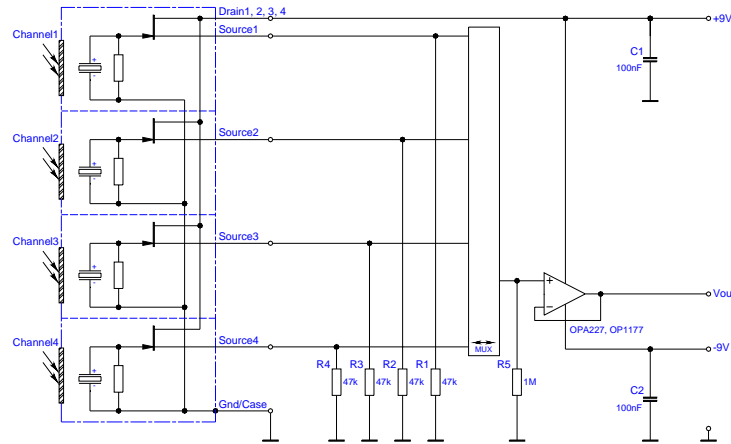 Drain1, 2, 3, 4
+9V
Channel1
Source1
+
-
C1
100nF
Channel2
Source2
+
-
Channel3
Source3
+
-
+
-
Vou
OPA227, OP1177
-9V
Channel4
Source4
+
-
MUX
R4
47k
R3
47k
R2
47k
R1
47k
R5
1M
C2
100nF
Gnd/Case